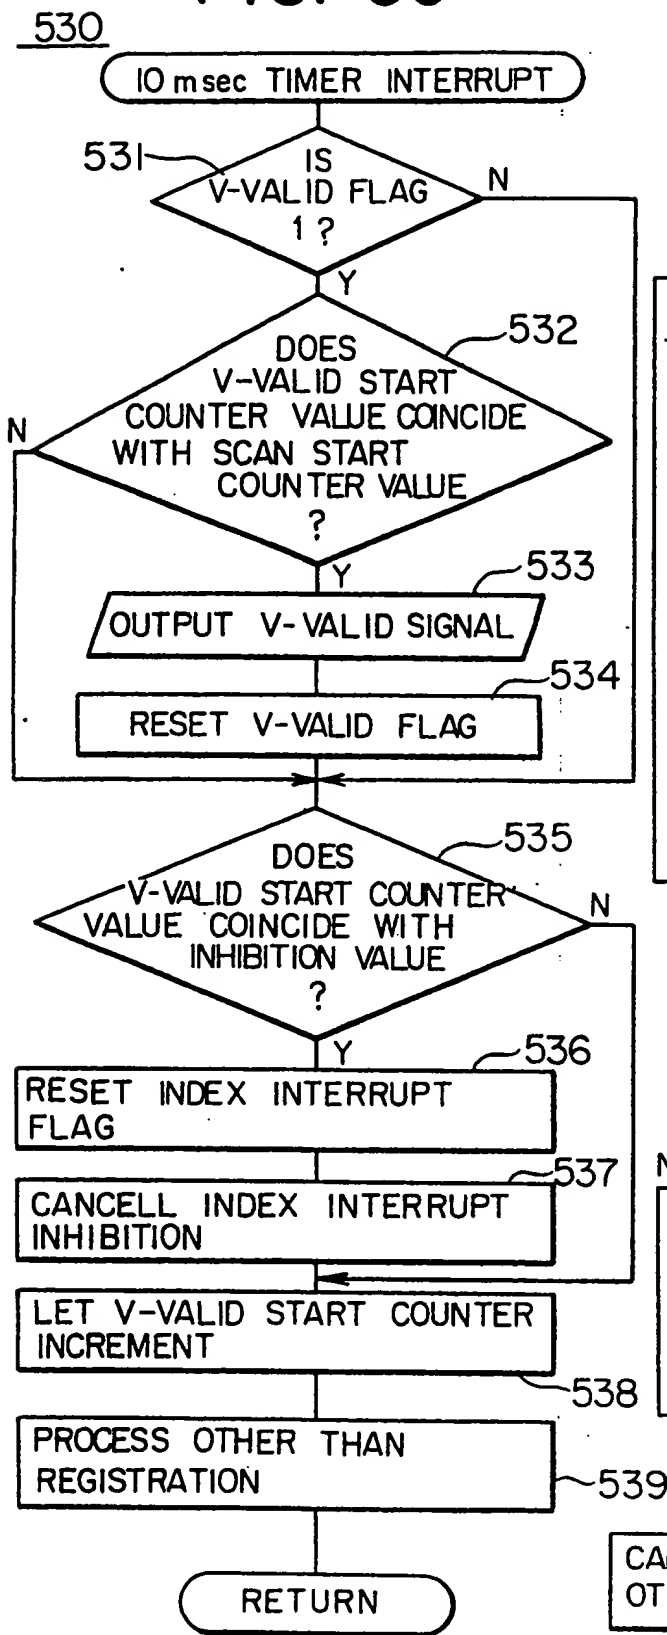 530
10 msec TIMER INTERRUPT
531
IS
V-VALID FLAG
1 ?
N
Y
532
DOES
V-VALID START
COUNTER VALUE COINCIDE
WITH SCAN START
COUNTER VALUE
?
N
Y
533
OUTPUT V-VALID SIGNAL
534
RESET V-VALID FLAG
535
DOES
V-VALID START COUNTER
VALUE COINCIDE WITH
INHIBITION VALUE
?
N
Y
536
RESET INDEX INTERRUPT
FLAG
537
CANCELL INDEX INTERRUPT
INHIBITION
LET V-VALID START COUNTER
INCREMENT
538
PROCESS OTHER THAN
REGISTRATION
539
RETURN
N
OT